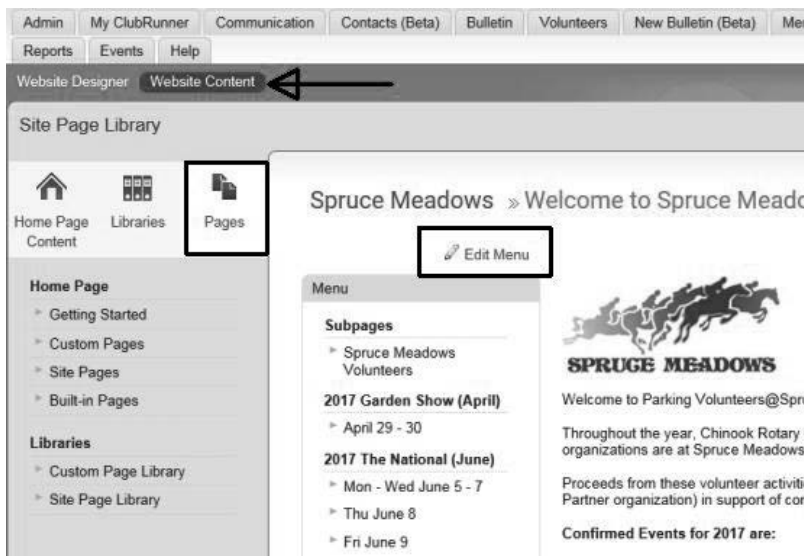 Admin My ClubRunner Communication Contacts (Beta) Bulletin Volunteers New Bulletin (Beta)
Reports Events Help
Website Designer Website Content
Site Page Library
Home Page
Content
Libraries
Pages
Home Page
Getting Started
Custom Pages
Site Pages
Built-in Pages
Libraries
Custom Page Library
Site Page Library
Spruce Meadows » Welcome to Spruce Meado
Edit Menu
Menu
Subpages
Spruce Meadows
Volunteers
2017 Garden Show (April)
April 29 - 30
2017 The National (June)
Mon - Wed June 5 - 7
Thu June 8
Fri June 9
SPRUCE MEADOWS
Welcome to Parking Volunteers@Spr
Throughout the year, Chinook Rotary
organizations are at Spruce Meadows
Proceeds from these volunteer activiti
Partner organization) in support of cor
Confirmed Events for 2017 are: